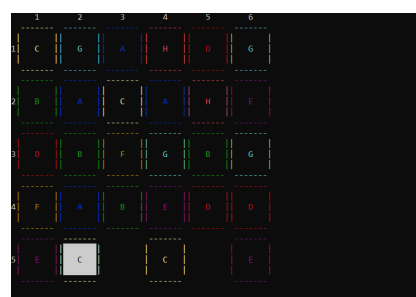 1 2 3 4 5 6
1 C G A H D G
2 B A C A H E
3 D B F G B G
4 F A B E D D
5 E C C E